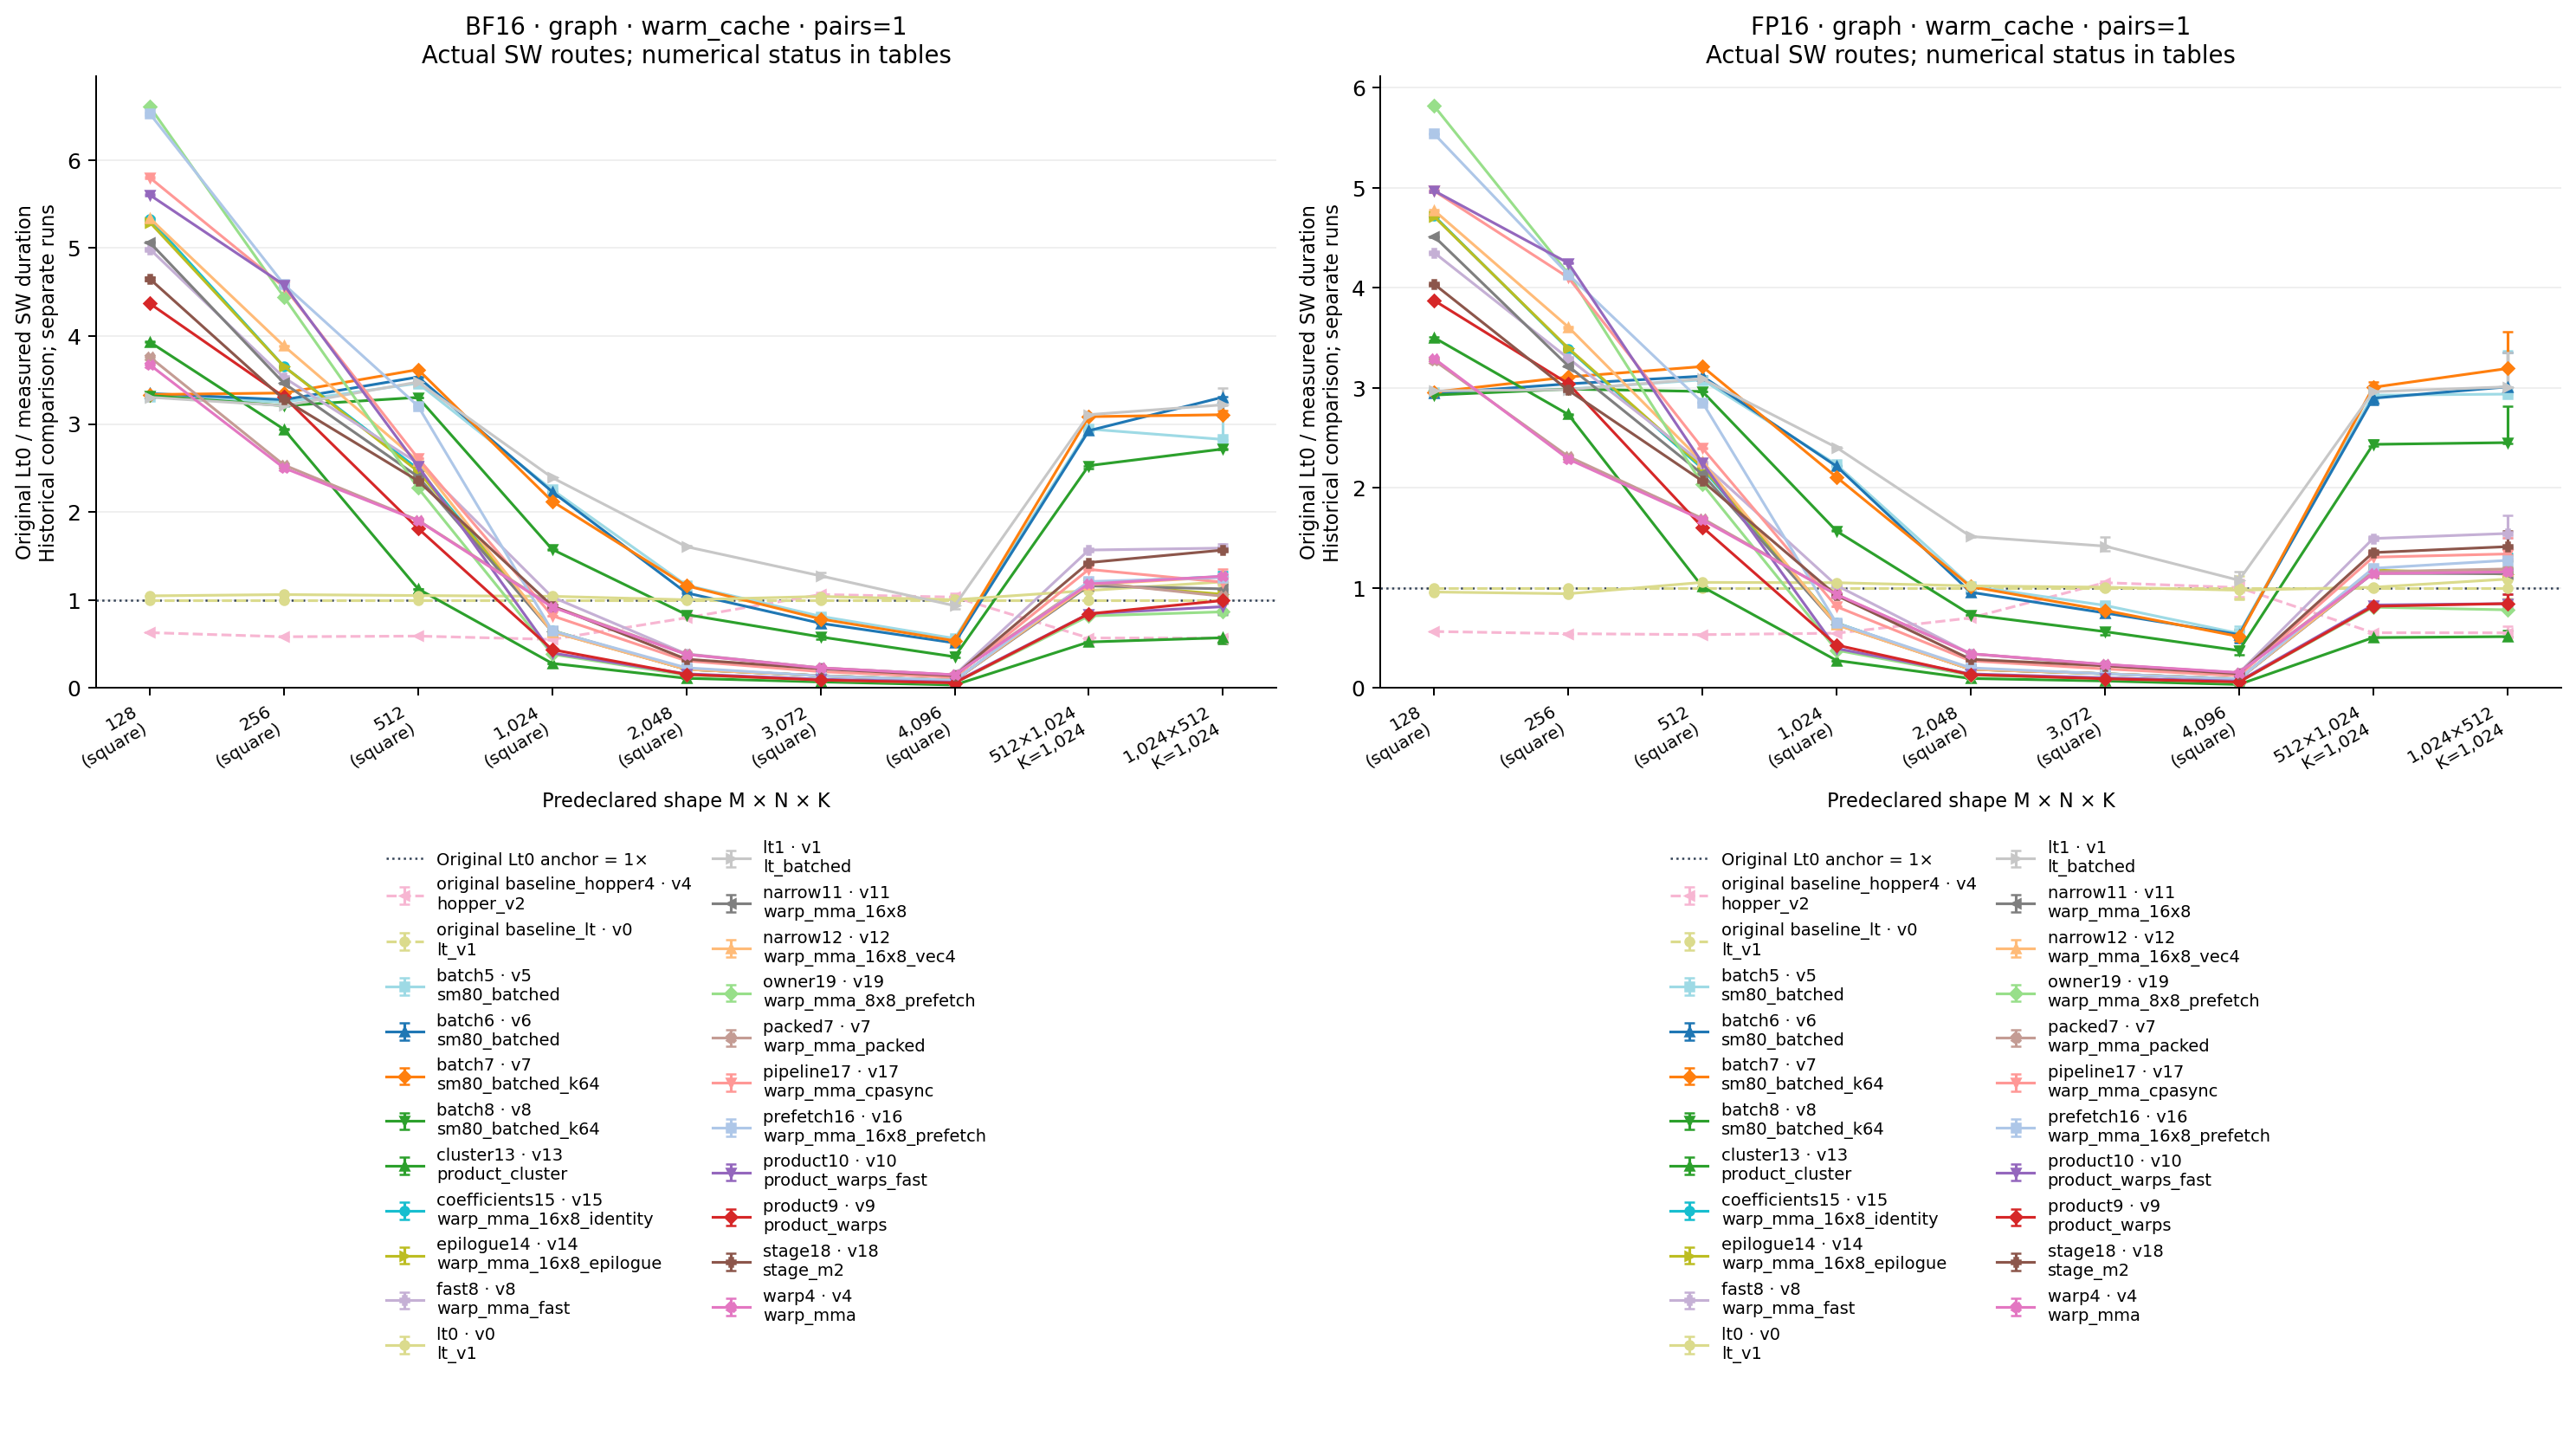 BF16 · graph · warm_cache · pairs=1
Actual SW routes; numerical status in tables
Original Lt0 / measured SW duration
Historical comparison; separate runs
6
5
4
3
2
1
0
128
(square)
256
(square)
512
(square)
1,024
(square)
2,048
(square)
3,072
(square)
4,096
(square)
512×1,024
K=1,024
1,024×512
K=1,024
Predeclared shape M × N × K
Original Lt0 anchor = 1×
original baseline_hopper4 · v4
hopper_v2
original baseline_lt · v0
lt_v1
batch5 · v5
sm80_batched
batch6 · v6
sm80_batched
batch7 · v7
sm80_batched_k64
batch8 · v8
sm80_batched_k64
cluster13 · v13
product_cluster
coefficients15 · v15
warp_mma_16x8_identity
epilogue14 · v14
warp_mma_16x8_epilogue
fast8 · v8
warp_mma_fast
lt0 · v0
lt_v1
lt1 · v1
lt_batched
narrow11 · v11
warp_mma_16x8
narrow12 · v12
warp_mma_16x8_vec4
owner19 · v19
warp_mma_8x8_prefetch
packed7 · v7
warp_mma_packed
pipeline17 · v17
warp_mma_cpasync
prefetch16 · v16
warp_mma_16x8_prefetch
product10 · v10
product_warps_fast
product9 · v9
product_warps
stage18 · v18
stage_m2
warp4 · v4
warp_mma
FP16 · graph · warm_cache · pairs=1
Actual SW routes; numerical status in tables
Original Lt0 / measured SW duration
Historical comparison; separate runs
6
5
4
3
2
1
0
128
(square)
256
(square)
512
(square)
1,024
(square)
2,048
(square)
3,072
(square)
4,096
(square)
512×1,024
K=1,024
1,024×512
K=1,024
Predeclared shape M × N × K
Original Lt0 anchor = 1×
original baseline_hopper4 · v4
hopper_v2
original baseline_lt · v0
lt_v1
batch5 · v5
sm80_batched
batch6 · v6
sm80_batched
batch7 · v7
sm80_batched_k64
batch8 · v8
sm80_batched_k64
cluster13 · v13
product_cluster
coefficients15 · v15
warp_mma_16x8_identity
epilogue14 · v14
warp_mma_16x8_epilogue
fast8 · v8
warp_mma_fast
lt0 · v0
lt_v1
lt1 · v1
lt_batched
narrow11 · v11
warp_mma_16x8
narrow12 · v12
warp_mma_16x8_vec4
owner19 · v19
warp_mma_8x8_prefetch
packed7 · v7
warp_mma_packed
pipeline17 · v17
warp_mma_cpasync
prefetch16 · v16
warp_mma_16x8_prefetch
product10 · v10
product_warps_fast
product9 · v9
product_warps
stage18 · v18
stage_m2
warp4 · v4
warp_mma